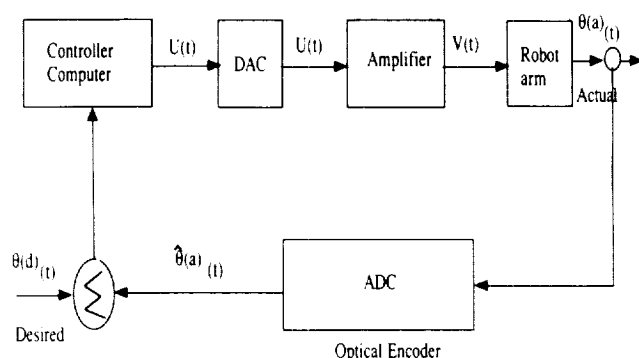 Controller
Computer
U(t)
DAC
U(t)
Amplifier
V(t)
Robot
arm
θ(a)(t)
Actual
θ(d)(t)
Desired
Σ
θ̂(a)(t)
ADC
Optical Encoder